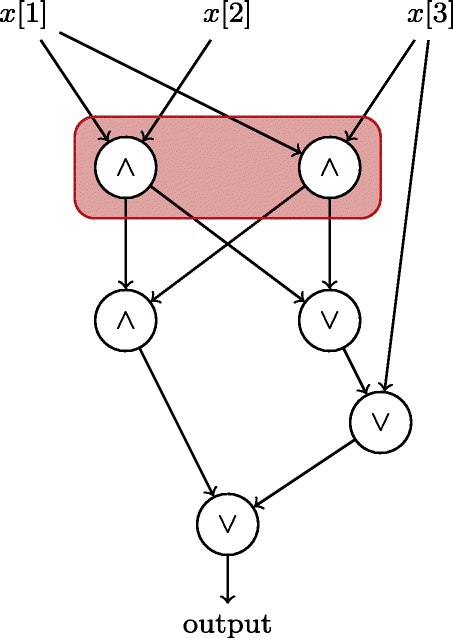 x[1] x[2] x[3]
∧ ∧
∧ ∨
∨
∨
output